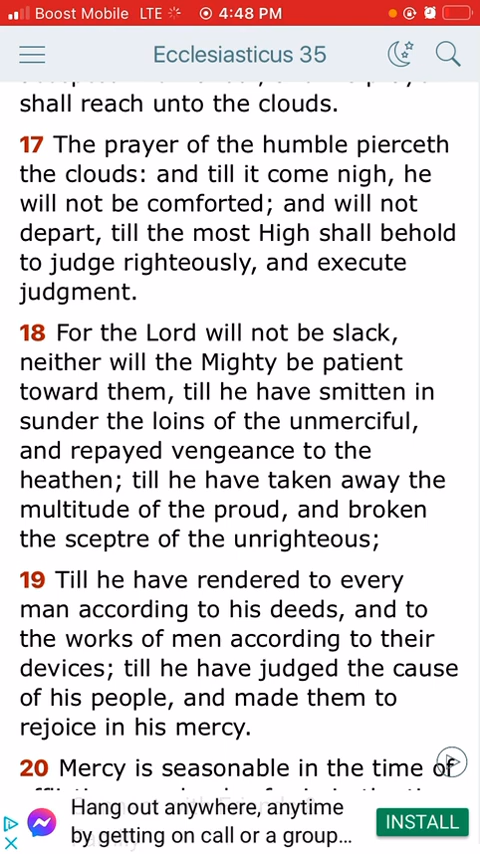 Boost Mobile LTE 4:48 PM
Ecclesiasticus 35
shall reach unto the clouds.
17 The prayer of the humble pierceth
the clouds: and till it come nigh, he
will not be comforted; and will not
depart, till the most High shall behold
to judge righteously, and execute
judgment.
18 For the Lord will not be slack,
neither will the Mighty be patient
toward them, till he have smitten in
sunder the loins of the unmerciful,
and repayed vengeance to the
heathen; till he have taken away the
multitude of the proud, and broken
the sceptre of the unrighteous;
19 Till he have rendered to every
man according to his deeds, and to
the works of men according to their
devices; till he have judged the cause
of his people, and made them to
rejoice in his mercy.
20 Mercy is seasonable in the time of
Hang out anywhere, anytime
by getting on call or a group...
INSTALL